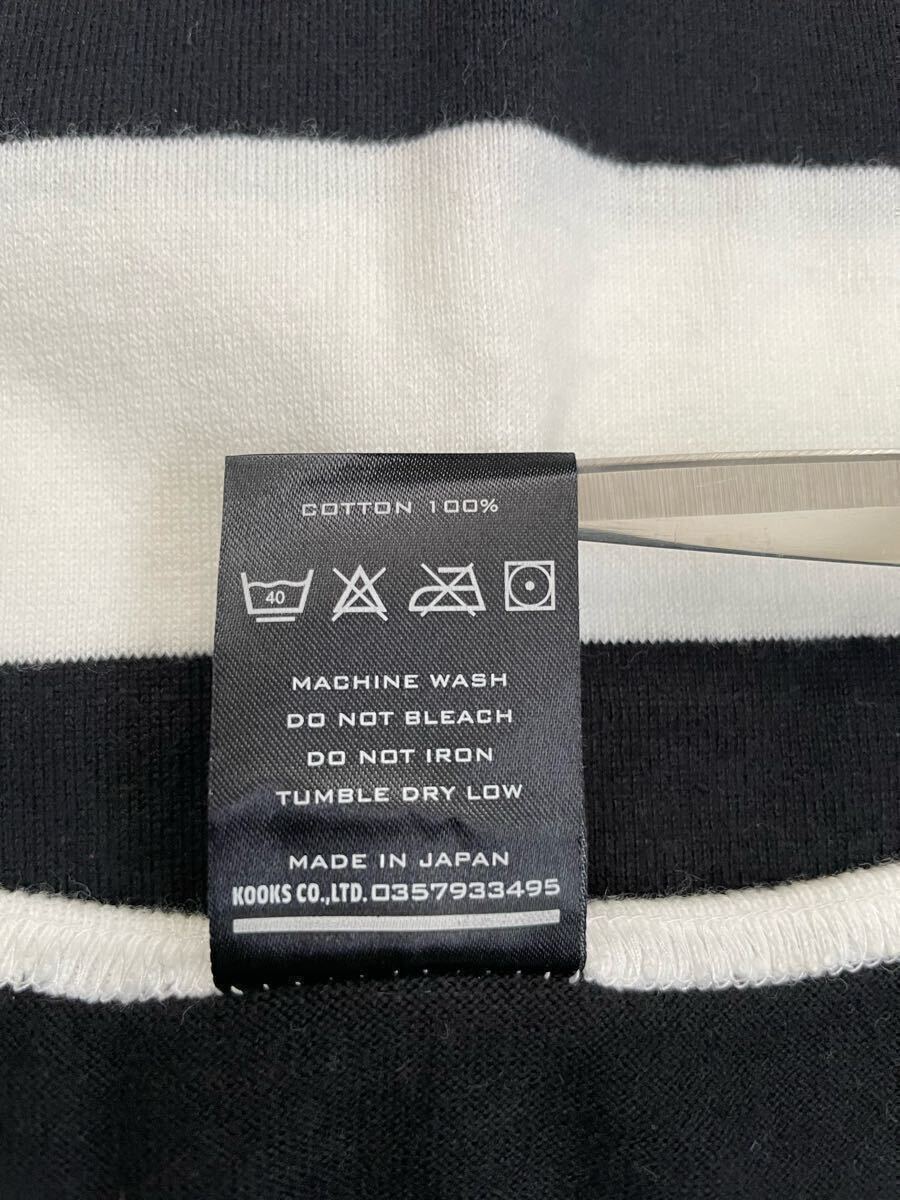 COTTON 100%
40
MACHINE WASH
DO NOT BLEACH
DO NOT IRON
TUMBLE DRY LOW
MADE IN JAPAN
KOOKS CO.,LTD. 0357933495